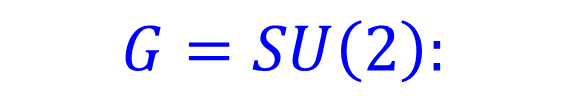 G = SU(2):